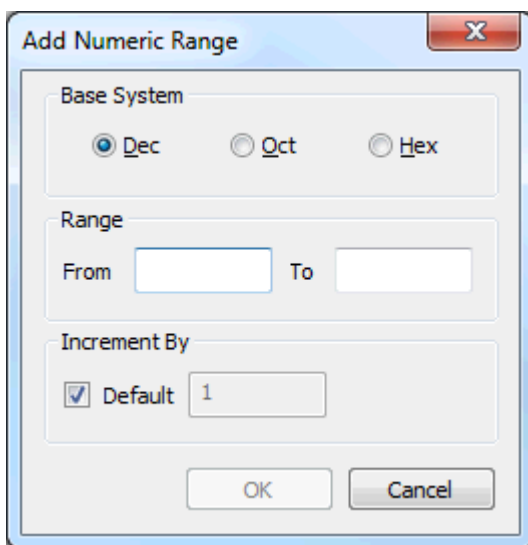 Add Numeric Range
Base System
Dec Oct Hex
Range
From To
Increment By
Default 1
OK Cancel